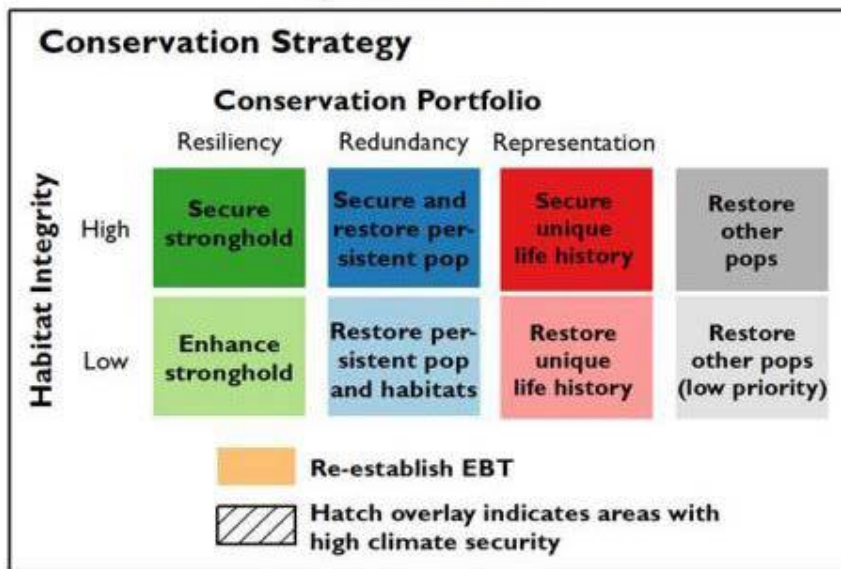 Conservation Strategy
Conservation Portfolio
Resiliency Redundancy Representation
Habitat Integrity
High
Secure
stronghold
Secure and
restore per-
sistent pop
Secure
unique
life history
Restore
other
pops
Low
Enhance
stronghold
Restore per-
sistent pop
and habitats
Restore
unique
life history
Restore
other pops
(low priority)
Re-establish EBT
Hatch overlay indicates areas with
high climate security